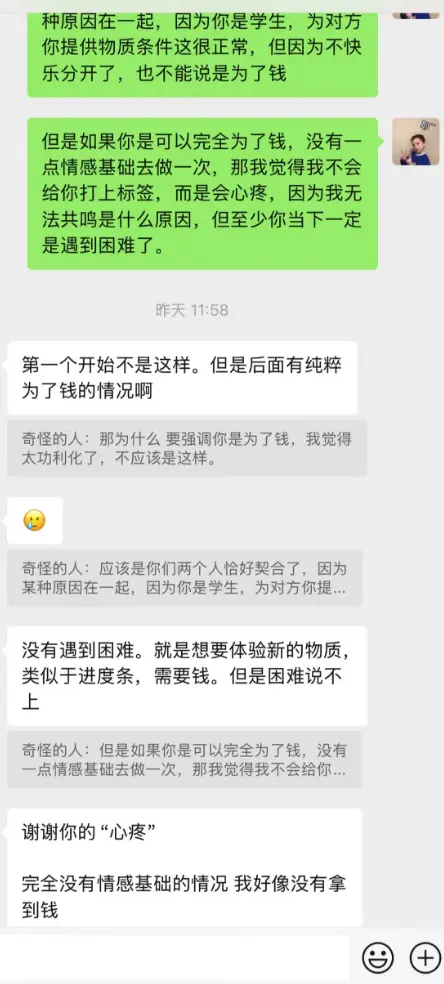 种原因在一起，因为你是学生，为对方
你提供物质条件这很正常，但因为不快
乐分开了，也不能说是为了钱
但是如果你是可以完全为了钱，没有一
点情感基础去做一次，那我觉得我不会
给你打上标签，而是会心疼，因为我无
法共鸣是什么原因，但至少你当下一定
是遇到困难了。
昨天 11:58
第一个开始不是这样。但是后面有纯粹
为了钱的情况啊
奇怪的人：那为什么 要强调你是为了钱，我觉得
太功利化了，不应该是这样。
奇怪的人：应该是你们两个人恰好契合了，因为
某种原因在一起，因为你是学生，为对方你提...
没有遇到困难。就是想要体验新的物质，
类似于进度条，需要钱。但是困难说不
上
奇怪的人：但是如果你是可以完全为了钱，没有
一点情感基础去做一次，那我觉得我不会给你...
谢谢你的 “心疼”
完全没有情感基础的情况 我好像没有拿
到钱